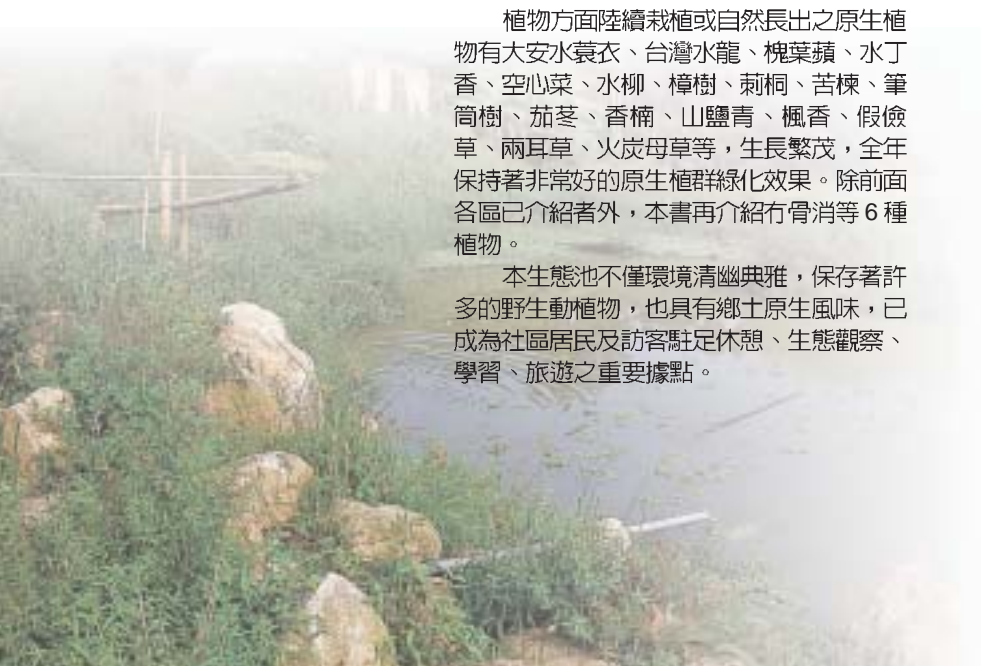 植物方面陸續栽植或自然長出之原生植
物有大安水蓑衣、台灣水龍、槐葉蘋、水丁
香、空心菜、水柳、樟樹、莿桐、苦楝、筆
筒樹、茄苳、香楠、山鹽青、楓香、假儉
草、兩耳草、火炭母草等，生長繁茂，全年
保持著非常好的原生植群綠化效果。除前面
各區已介紹者外，本書再介紹冇骨消等 6 種
植物。
本生態池不僅環境清幽典雅，保存著許
多的野生動植物，也具有鄉土原生風味，已
成為社區居民及訪客駐足休憩、生態觀察、
學習、旅遊之重要據點。